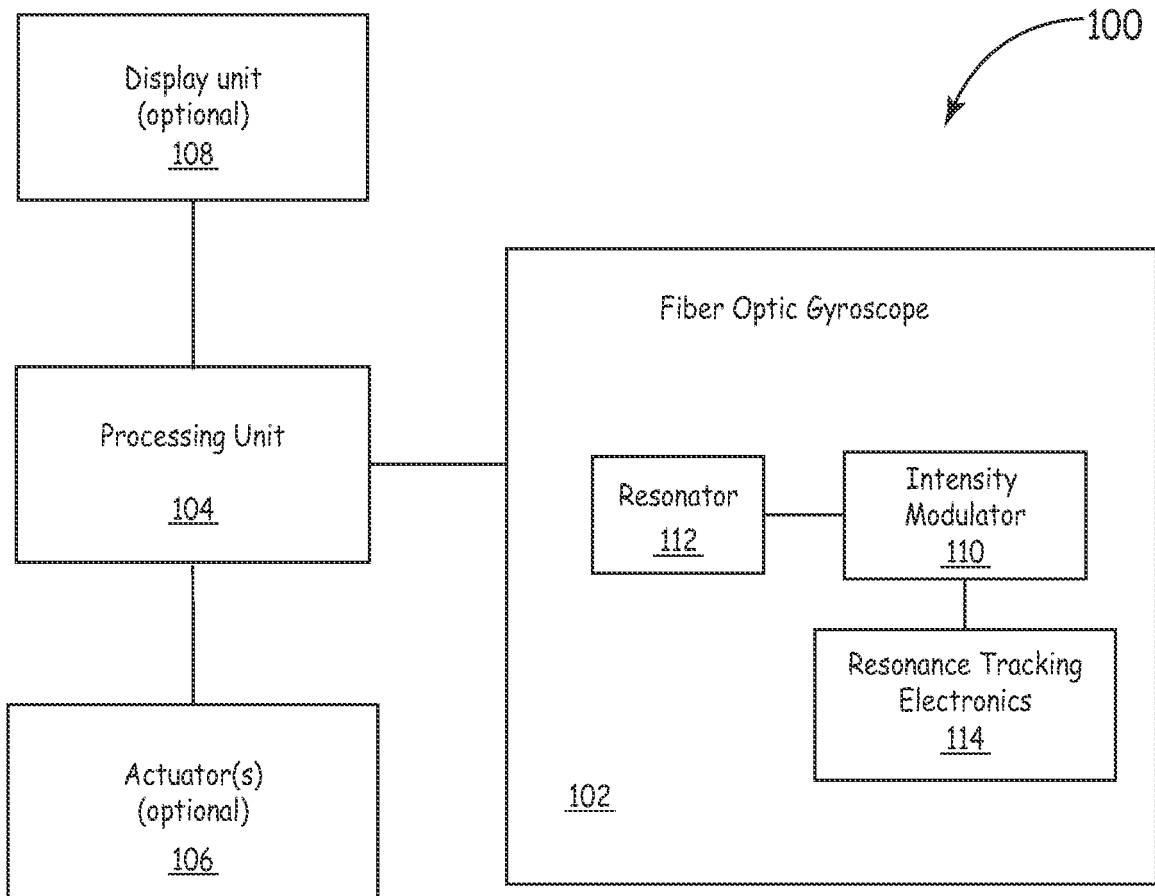 100
Display unit
(optional)
108
Fiber Optic Gyroscope
Processing Unit
104
Resonator
112
Intensity
Modulator
110
Resonance Tracking
Electronics
114
102
Actuator(s)
(optional)
106